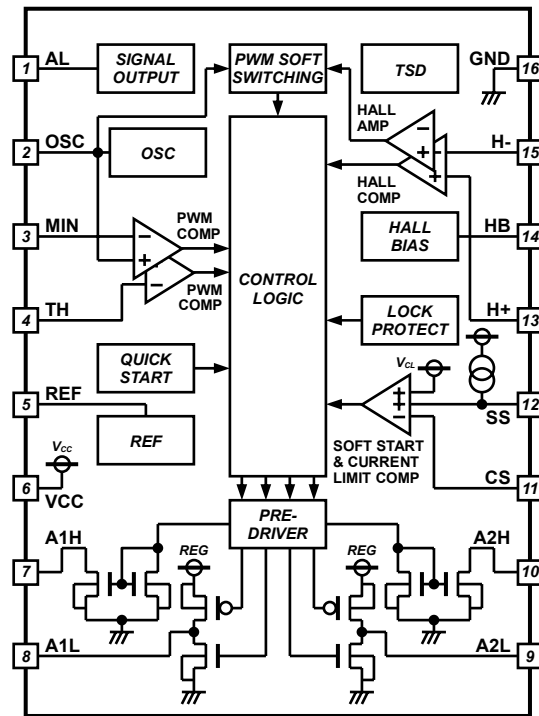 1
AL
SIGNAL
OUTPUT
PWM SOFT
SWITCHING
TSD
GND
16
2
OSC
OSC
HALL
AMP
−
+
H-
15
HALL
COMP
−
+
3
MIN
−
+
PWM
COMP
HALL
BIAS
HB
14
−
PWM
COMP
4
TH
CONTROL
LOGIC
LOCK
PROTECT
H+
13
QUICK
START
VCL
+
+
−
SS
12
5
REF
REF
SOFT START
& CURRENT
LIMIT COMP
CS
11
VCC
6
VCC
PRE-
DRIVER
A1H
7
REG
REG
A2H
10
A1L
8
A2L
9